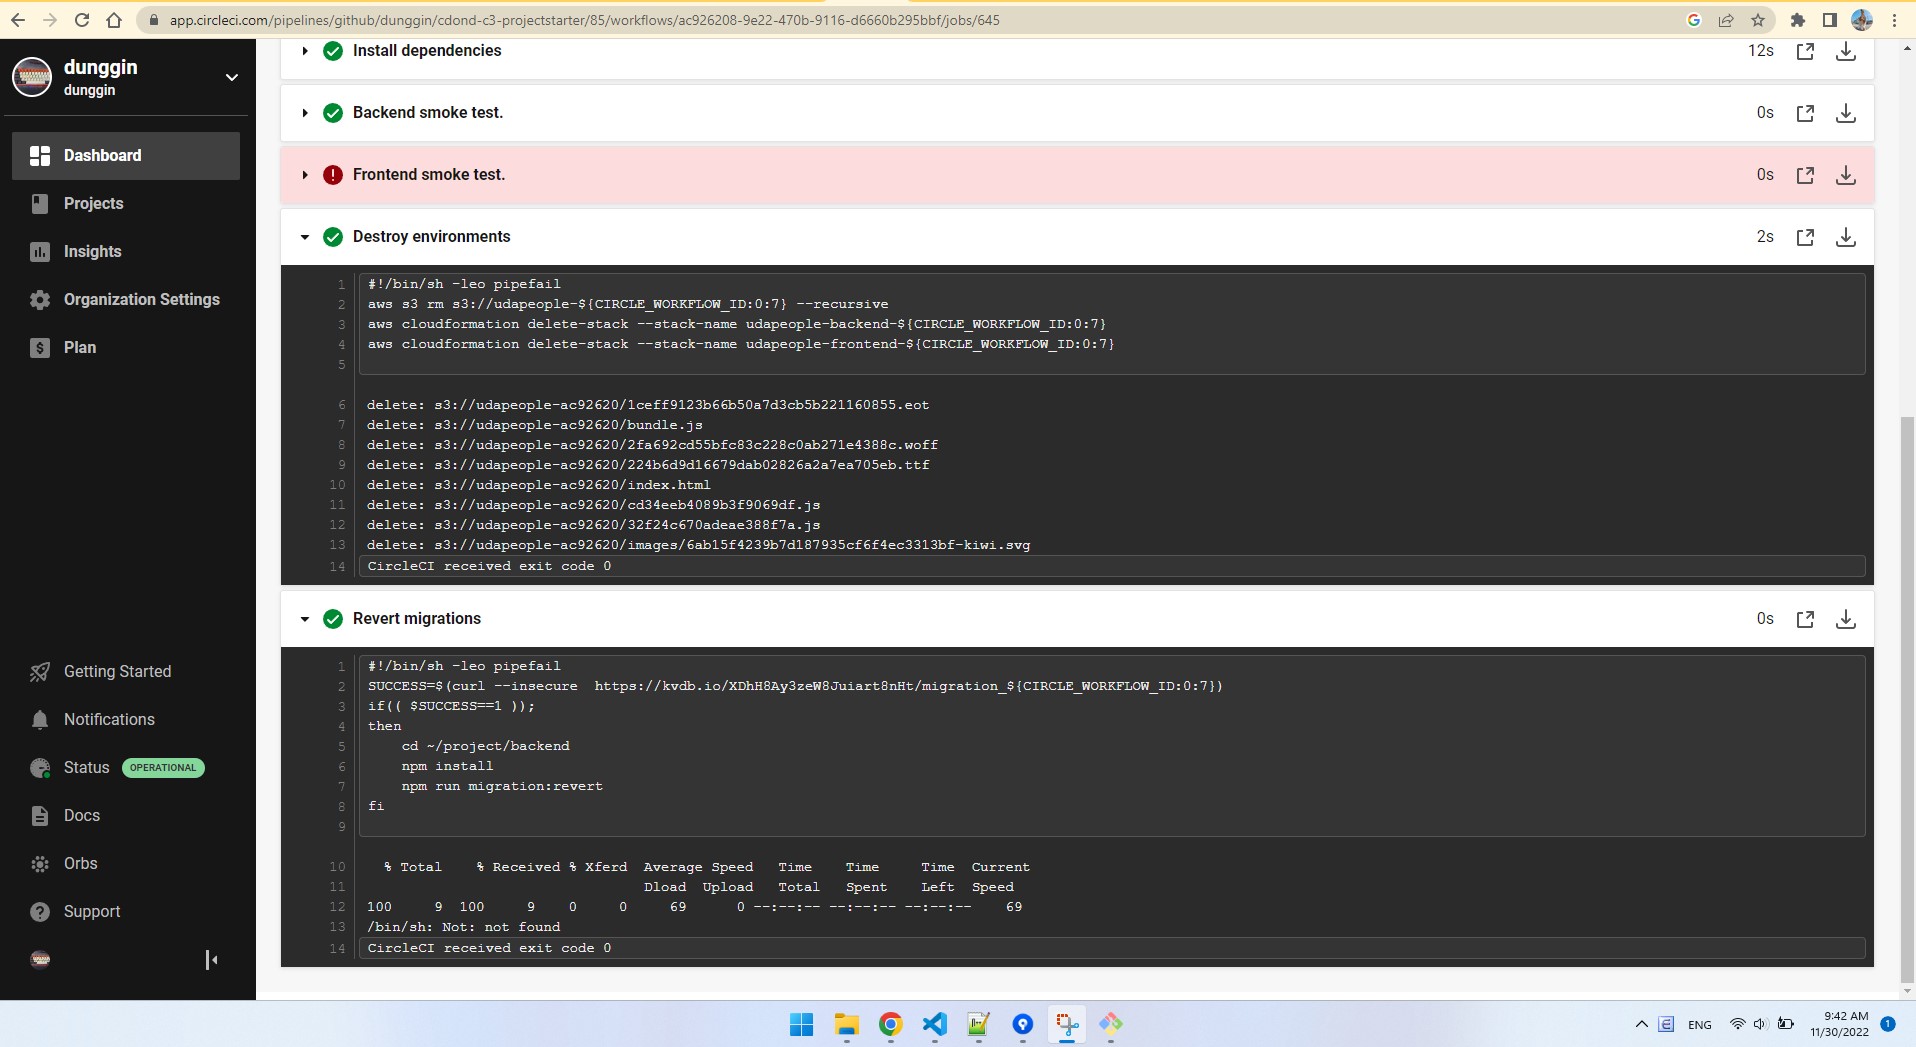 app.circleci.com/pipelines/github/dunggin/cdond-c3-projectstarter/85/workflows/ac926208-9e22-470b-9116-d6660b295bbf/jobs/645
dunggin
dunggin
Dashboard
Projects
Insights
Organization Settings
Plan
Getting Started
Notifications
Status OPERATIONAL
Docs
Orbs
Support
Install dependencies 12s
Backend smoke test. 0s
Frontend smoke test. 0s
Destroy environments 2s
1 #!/bin/sh -leo pipefail
2 aws s3 rm s3://udapeople-${CIRCLE_WORKFLOW_ID:0:7} --recursive
3 aws cloudformation delete-stack --stack-name udapeople-backend-${CIRCLE_WORKFLOW_ID:0:7}
4 aws cloudformation delete-stack --stack-name udapeople-frontend-${CIRCLE_WORKFLOW_ID:0:7}
5
6 delete: s3://udapeople-ac92620/1ceff9123b66b50a7d3cb5b221160855.eot
7 delete: s3://udapeople-ac92620/bundle.js
8 delete: s3://udapeople-ac92620/2fa692cd55bfc83c228c0ab271e4388c.woff
9 delete: s3://udapeople-ac92620/224b6d9d16679dab02826a2a7ea705eb.ttf
10 delete: s3://udapeople-ac92620/index.html
11 delete: s3://udapeople-ac92620/cd34eeb4089b3f9069df.js
12 delete: s3://udapeople-ac92620/32f24c670adeae388f7a.js
13 delete: s3://udapeople-ac92620/images/6ab15f4239b7d187935cf6f4ec3313bf-kiwi.svg
14 CircleCI received exit code 0
Revert migrations 0s
1 #!/bin/sh -leo pipefail
2 SUCCESS=$(curl --insecure  https://kvdb.io/XDhH8Ay3zeW8Juiart8nHt/migration_${CIRCLE_WORKFLOW_ID:0:7})
3 if(( $SUCCESS==1 ));
4 then
5     cd ~/project/backend
6     npm install
7     npm run migration:revert
8 fi
9
10   % Total    % Received % Xferd  Average Speed   Time    Time     Time  Current
11                                  Dload  Upload   Total   Spent    Left  Speed
12 100     9  100     9    0     0     69      0 --:--:-- --:--:-- --:--:--    69
13 /bin/sh: Not: not found
14 CircleCI received exit code 0
ENG
9:42 AM
11/30/2022
1